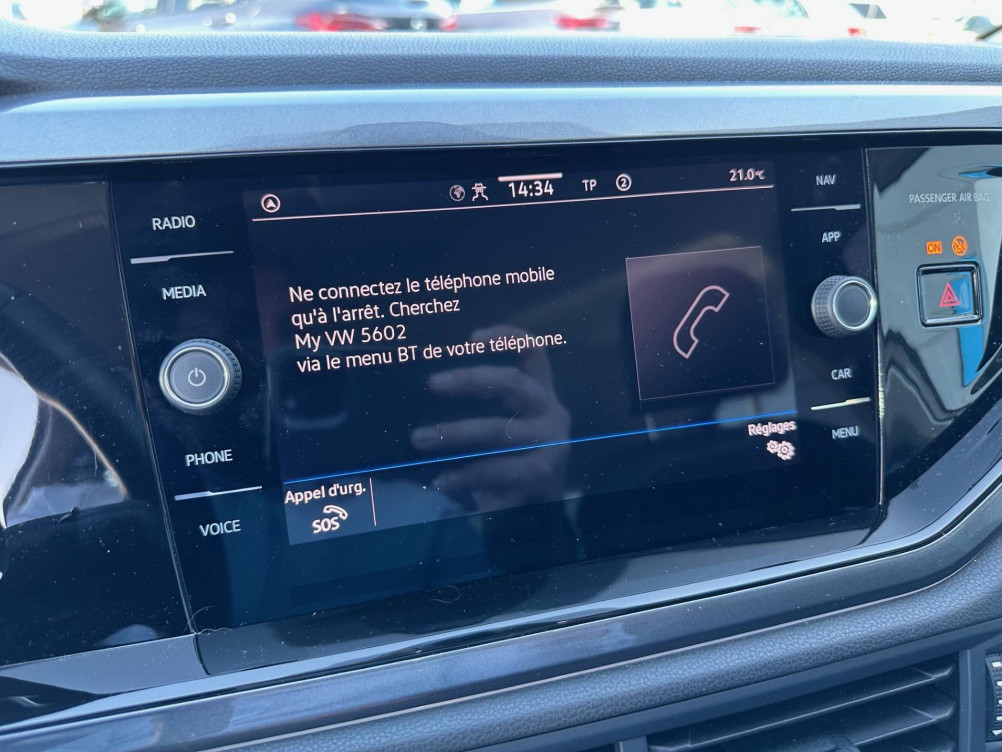 RADIO
MEDIA
PHONE
VOICE
14:34
TP
2
21.0°C
Ne connectez le téléphone mobile
qu'à l'arrêt. Cherchez
My VW 5602
via le menu BT de votre téléphone.
Réglages
Appel d'urg.
SOS
NAV
APP
CAR
MENU
PASSENGER AIR BAG
ON